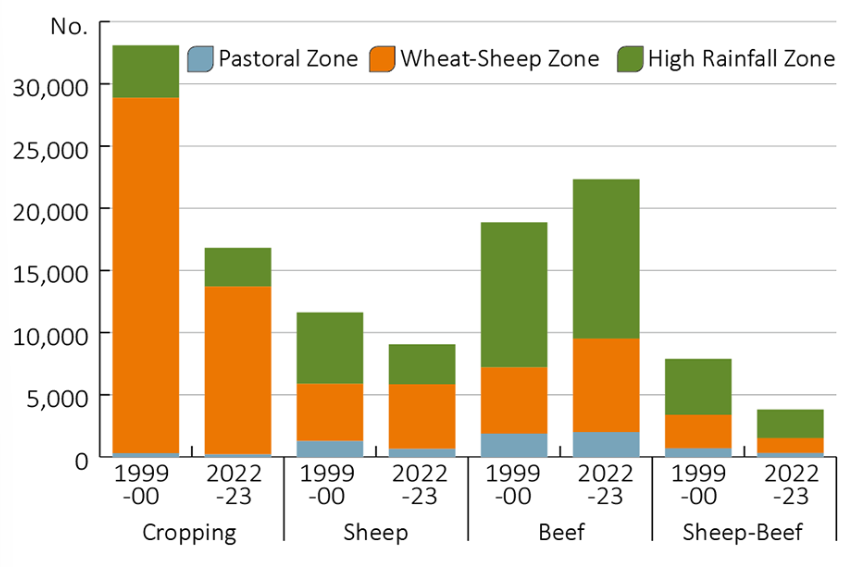 No.
Pastoral Zone Wheat-Sheep Zone High Rainfall Zone
30,000
25,000
20,000
15,000
10,000
5,000
0
1999 2022 1999 2022 1999 2022 1999 2022
-00 -23 -00 -23 -00 -23 -00 -23
Cropping Sheep Beef Sheep-Beef